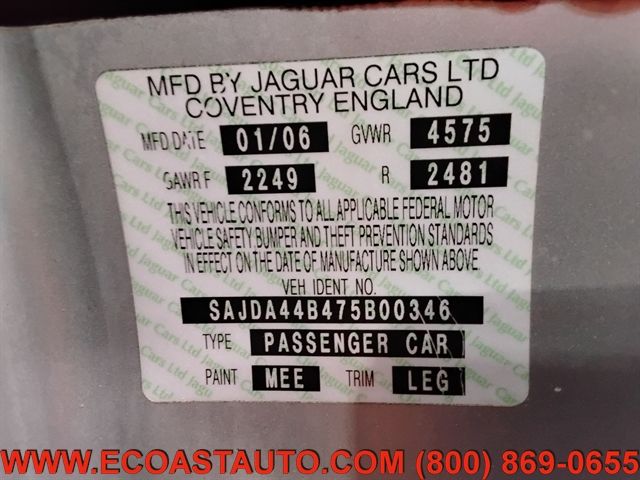 MFD BY JAGUAR CARS LTD
COVENTRY ENGLAND
MFD DATE 01/06 GVWR 4575
GAWR F 2249 R 2481
THIS VEHICLE CONFORMS TO ALL APPLICABLE FEDERAL MOTOR
VEHICLE SAFETY, BUMPER AND THEFT PREVENTION STANDARDS
IN EFFECT ON THE DATE OF MANUFACTURE SHOWN ABOVE.
VEH IDENT NO.
SAJDA44B475B00346
TYPE PASSENGER CAR
PAINT MEE TRIM LEG
WWW.ECOASTAUTO.COM (800) 869-0655